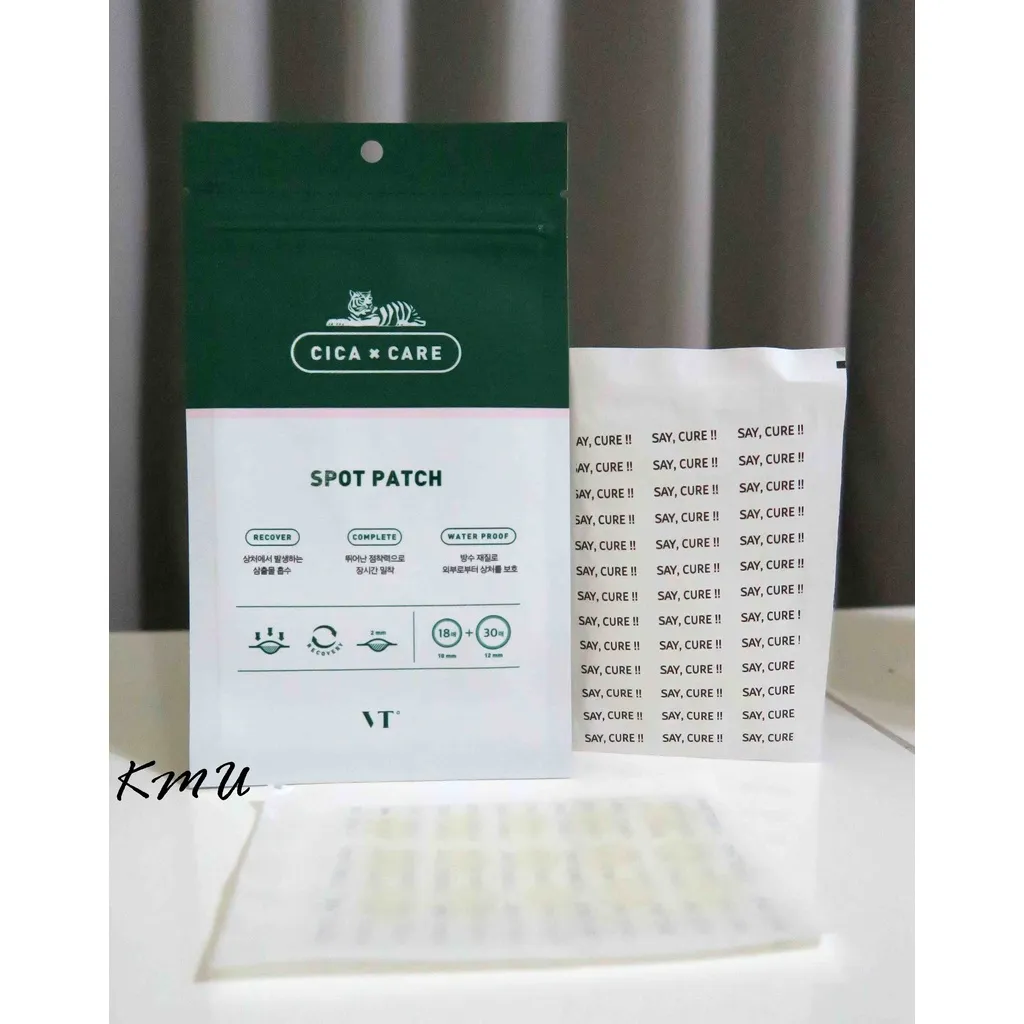 CICA × CARE
SPOT PATCH
RECOVER
상처에서 발생하는
삼출물 흡수
COMPLETE
뛰어난 점착력으로
장시간 밀착
WATER PROOF
방수 재질로
외부로부터 상처를 보호
RECOVERY
2 mm
18매 + 30매
18 mm 12 mm
VT
AY, CURE !! SAY, CURE !! SAY, CURE !!
SAY, CURE !! SAY, CURE !! SAY, CURE !!
SAY, CURE !! SAY, CURE !! SAY, CURE !!
SAY, CURE !! SAY, CURE !! SAY, CURE !!
SAY, CURE !! SAY, CURE !! SAY, CURE !!
SAY, CURE !! SAY, CURE !! SAY, CURE !!
SAY, CURE !! SAY, CURE !! SAY, CURE !!
SAY, CURE !! SAY, CURE !! SAY, CURE !
SAY, CURE !! SAY, CURE !! SAY, CURE !
SAY, CURE !! SAY, CURE !! SAY, CURE
SAY, CURE !! SAY, CURE !! SAY, CURE
SAY, CURE !! SAY, CURE !! SAY, CURE
SAY, CURE !! SAY, CURE !! SAY, CURE
KMU